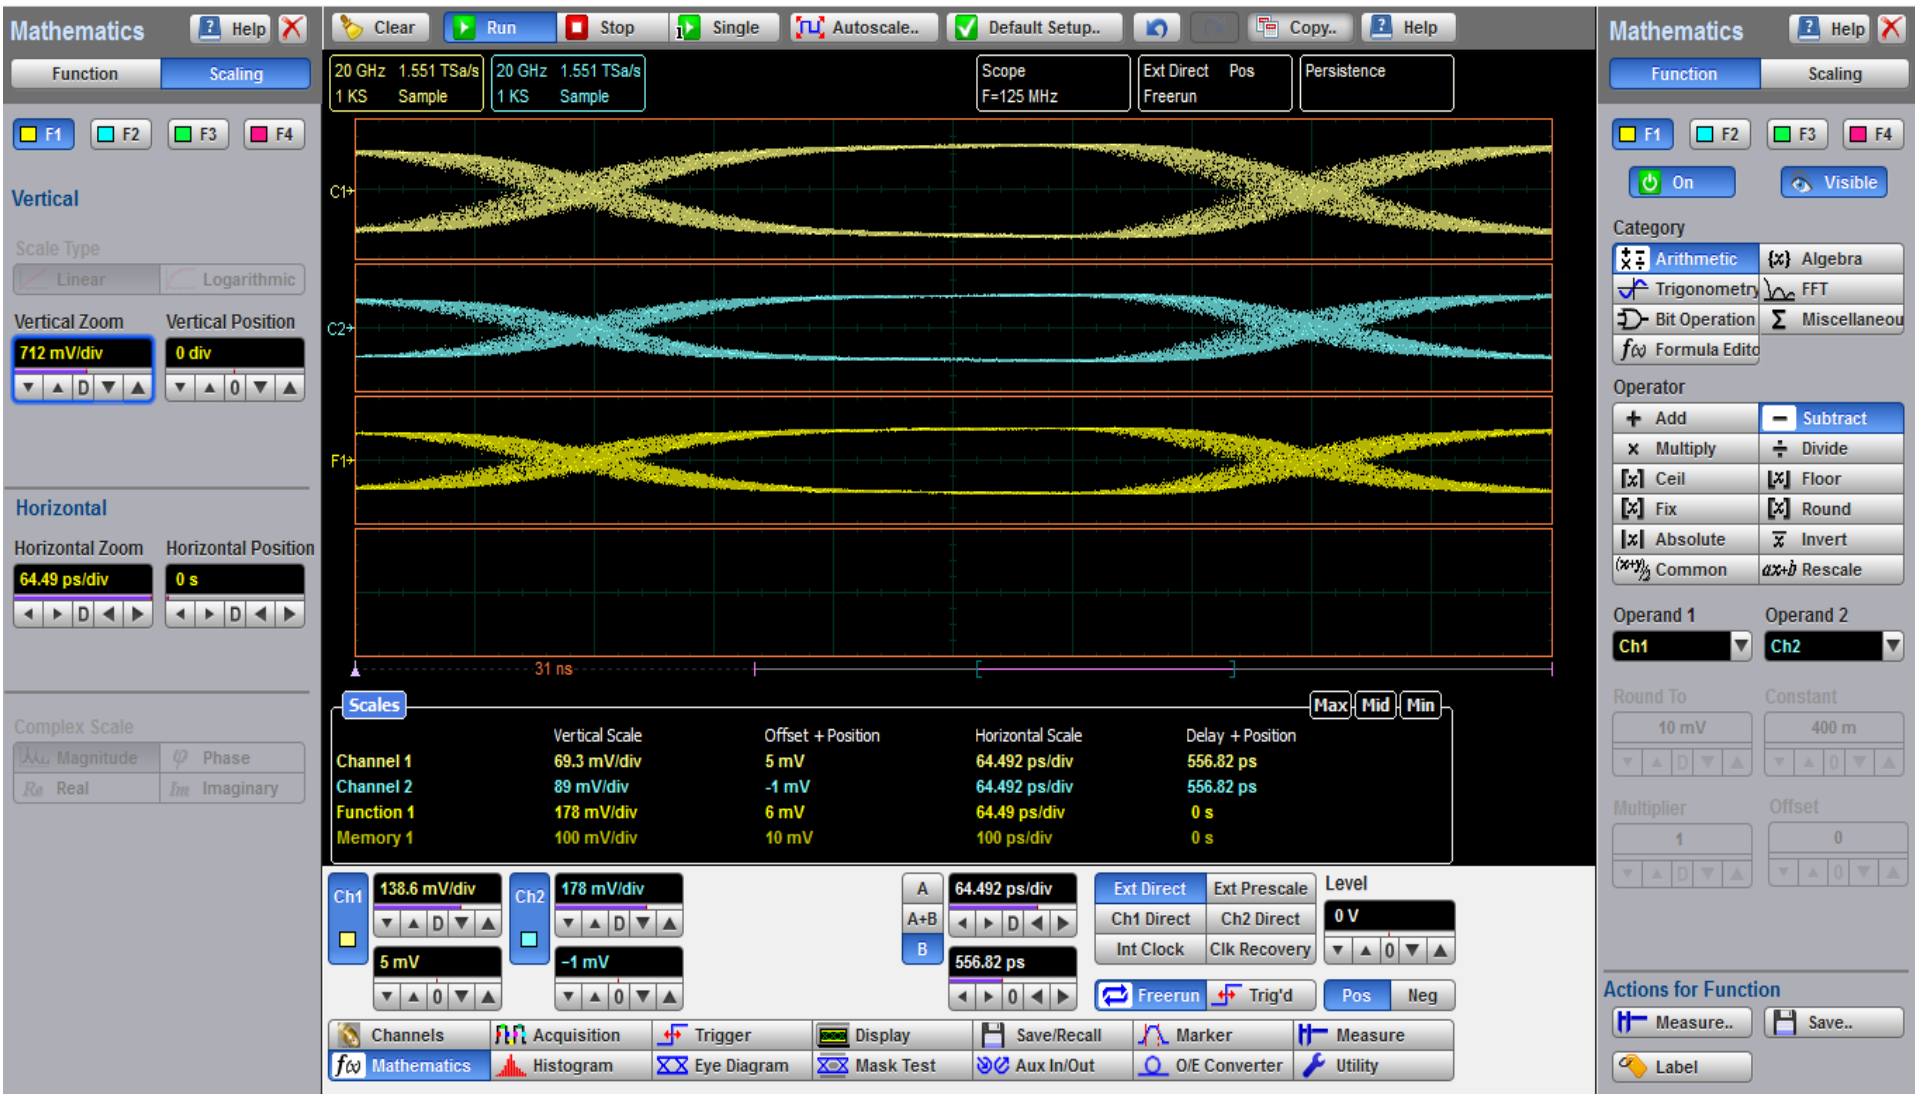 Mathematics
Help
Function Scaling
F1 F2 F3 F4
Vertical
Scale Type
Linear Logarithmic
Vertical Zoom Vertical Position
712 mV/div 0 div
D 0
Horizontal
Horizontal Zoom Horizontal Position
64.49 ps/div 0 s
D D
Complex Scale
Magnitude φ Phase
Re Real Im Imaginary
Clear Run Stop 1 Single Autoscale.. Default Setup.. Copy.. Help
20 GHz 1.551 TSa/s
1 KS Sample
20 GHz 1.551 TSa/s
1 KS Sample
Scope
F=125 MHz
Ext Direct Pos
Freerun
Persistence
C1
C2
F1
31 ns
Scales Max Mid Min
Vertical Scale Offset + Position Horizontal Scale Delay + Position
Channel 1 69.3 mV/div 5 mV 64.492 ps/div 556.82 ps
Channel 2 89 mV/div -1 mV 64.492 ps/div 556.82 ps
Function 1 178 mV/div 6 mV 64.49 ps/div 0 s
Memory 1 100 mV/div 10 mV 100 ps/div 0 s
Ch1 138.6 mV/div
D
5 mV
0
Ch2 178 mV/div
D
-1 mV
0
A
A+B
B
64.492 ps/div
D
556.82 ps
0
Ext Direct Ext Prescale
Ch1 Direct Ch2 Direct
Int Clock Clk Recovery
Level
0 V
0
Freerun Trig'd Pos Neg
Channels Acquisition Trigger Display Save/Recall Marker Measure
f(x) Mathematics Histogram Eye Diagram Mask Test Aux In/Out O/E Converter Utility
Mathematics
Help
Function Scaling
F1 F2 F3 F4
On Visible
Category
Arithmetic {x} Algebra
Trigonometry FFT
Bit Operation Σ Miscellaneou
f(x) Formula Edito
Operator
+ Add − Subtract
× Multiply ÷ Divide
[x] Ceil [x] Floor
[x] Fix [x] Round
|x| Absolute x Invert
(x+y)/2 Common ax+b Rescale
Operand 1 Operand 2
Ch1 Ch2
Round To Constant
10 mV 400 m
D 0
Multiplier Offset
1 0
D 0
Actions for Function
Measure.. Save..
Label